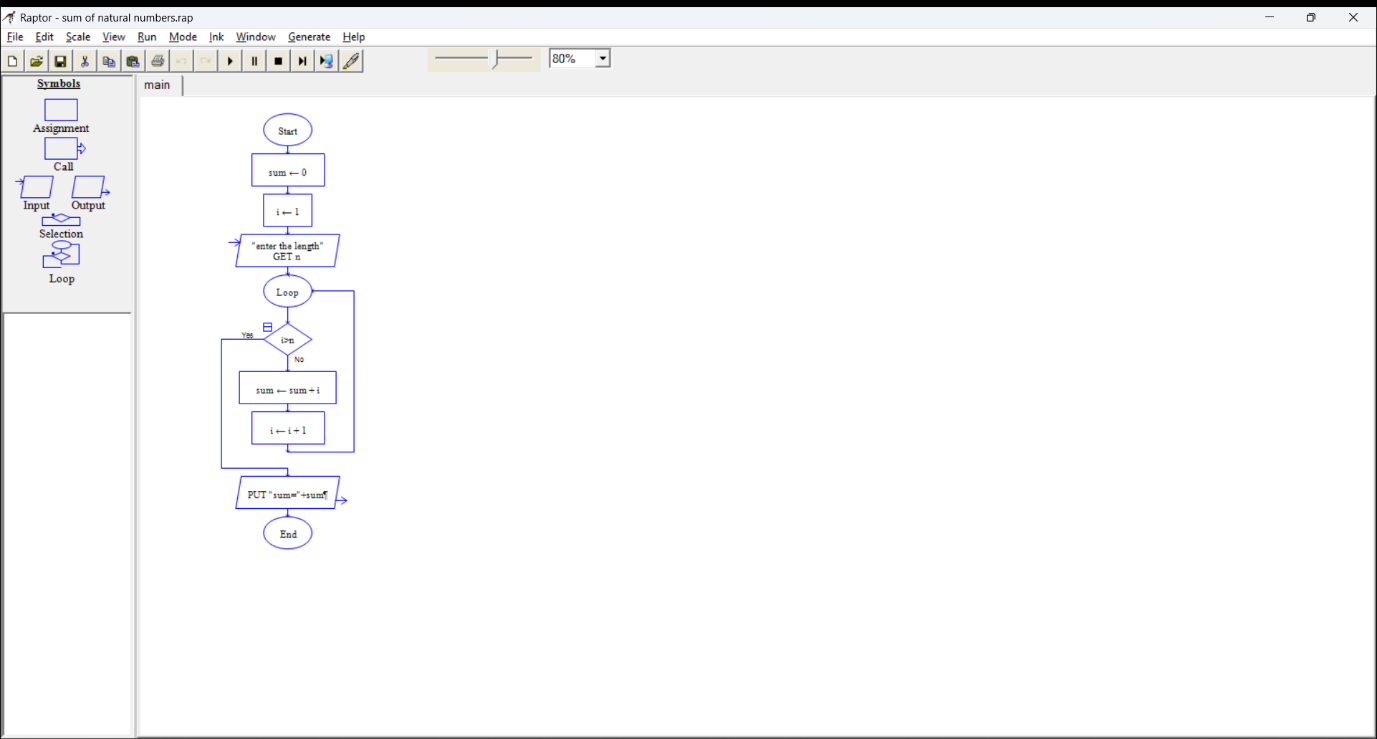 Raptor - sum of natural numbers.rap
File Edit Scale View Run Mode Ink Window Generate Help
80%
Symbols
Assignment
Call
Input Output
Selection
Loop
main
Start
sum ← 0
i ← 1
"enter the length"
GET n
Loop
i>n
Yes
No
sum ← sum + i
i ← i + 1
PUT "sum="+sum¶
End